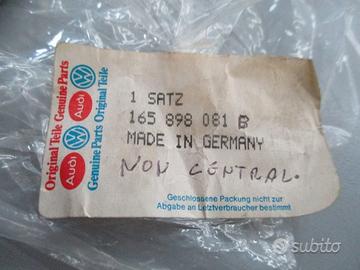 Original Teile Genuine Parts
Audi
Genuine Parts Original Teile
Audi
1 SATZ
165 898 081 B
MADE IN GERMANY
NON CENTRAL.
Geschlossene Packung nicht zur
Abgabe an Letztverbraucher bestimmt
subito